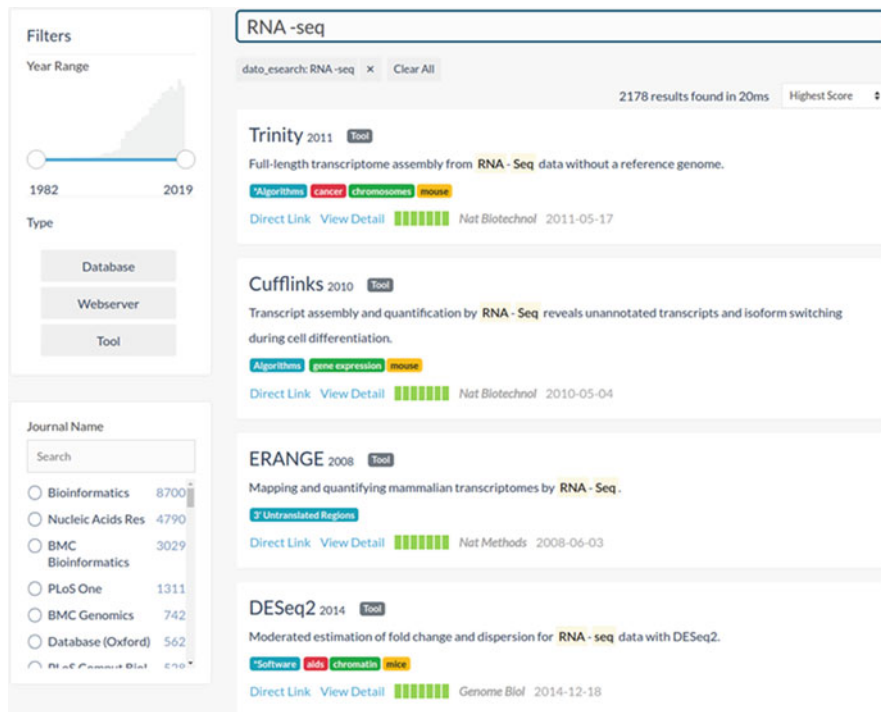 Filters
Year Range
1982 2019
Type
Database
Webserver
Tool
Journal Name
Search
Bioinformatics 8700
Nucleic Acids Res 4790
BMC 3029
Bioinformatics
PLoS One 1311
BMC Genomics 742
Database (Oxford) 562
RNA -seq
dato_esearch: RNA -seq × Clear All
2178 results found in 20ms Highest Score
Trinity 2011 Tool
Full-length transcriptome assembly from RNA - Seq data without a reference genome.
*Algorithms cancer chromosomes mouse
Direct Link View Detail Nat Biotechnol 2011-05-17
Cufflinks 2010 Tool
Transcript assembly and quantification by RNA - Seq reveals unannotated transcripts and isoform switching
during cell differentiation.
Algorithms gene expression mouse
Direct Link View Detail Nat Biotechnol 2010-05-04
ERANGE 2008 Tool
Mapping and quantifying mammalian transcriptomes by RNA - Seq .
3' Untranslated Regions
Direct Link View Detail Nat Methods 2008-06-03
DESeq2 2014 Tool
Moderated estimation of fold change and dispersion for RNA - seq data with DESeq2.
*Software aids chromatin mice
Direct Link View Detail Genome Biol 2014-12-18